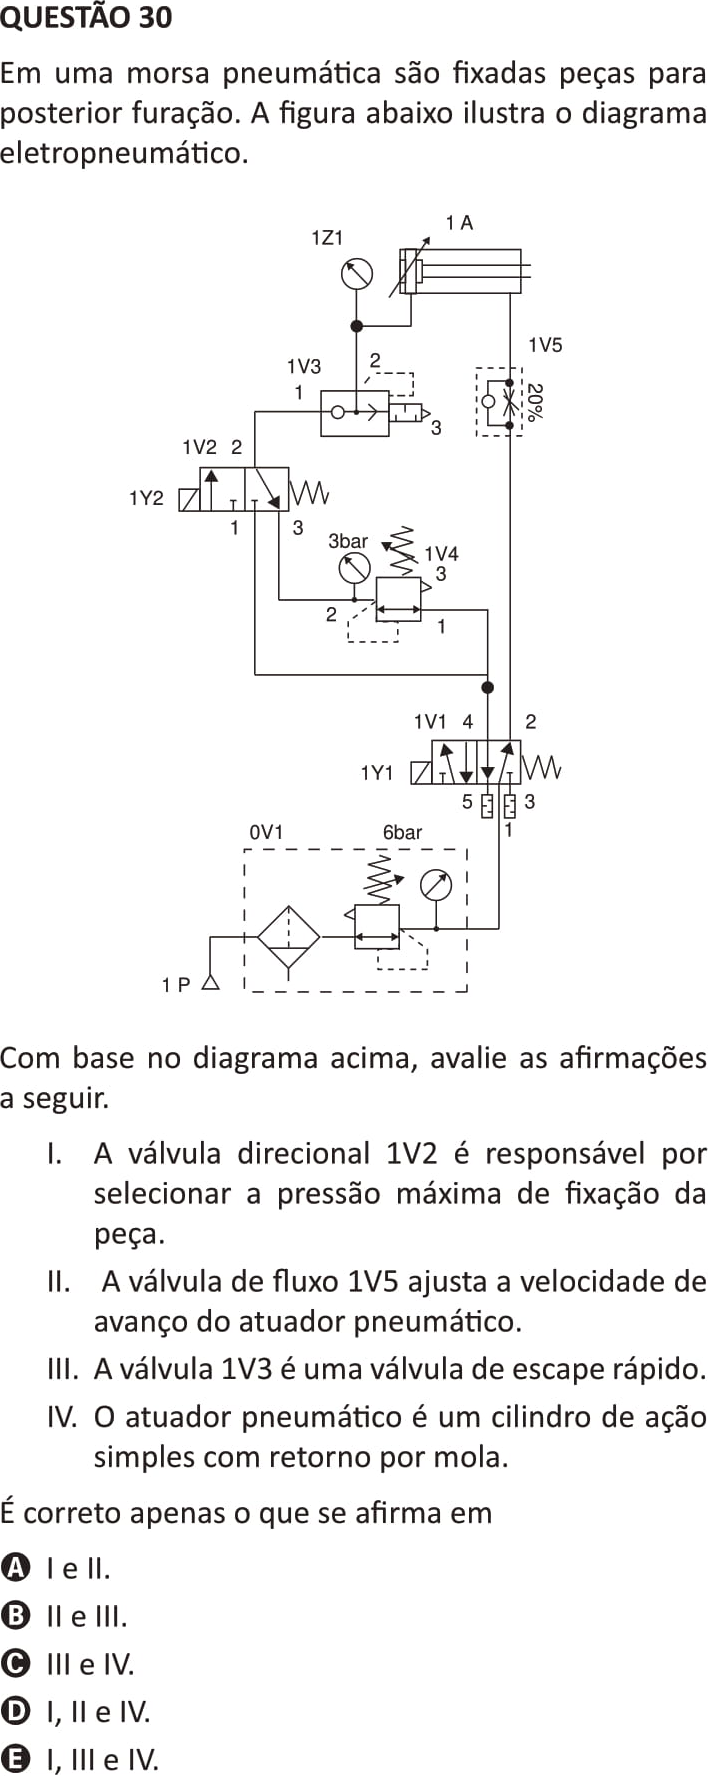 QUESTÃO 30
Em uma morsa pneumática são fixadas peças para
posterior furação. A figura abaixo ilustra o diagrama
eletropneumático.
1 A
1Z1
1V5
1V3
2
1
20%
3
1V2 2
1Y2
1
3
3bar
1V4
3
2
1
1V1 4
2
1Y1
5
3
1
0V1
6bar
1 P
Com base no diagrama acima, avalie as afirmações
a seguir.
I. A válvula direcional 1V2 é responsável por
selecionar a pressão máxima de fixação da
peça.
II. A válvula de fluxo 1V5 ajusta a velocidade de
avanço do atuador pneumático.
III. A válvula 1V3 é uma válvula de escape rápido.
IV. O atuador pneumático é um cilindro de ação
simples com retorno por mola.
É correto apenas o que se afirma em
A I e II.
B II e III.
C III e IV.
D I, II e IV.
E I, III e IV.